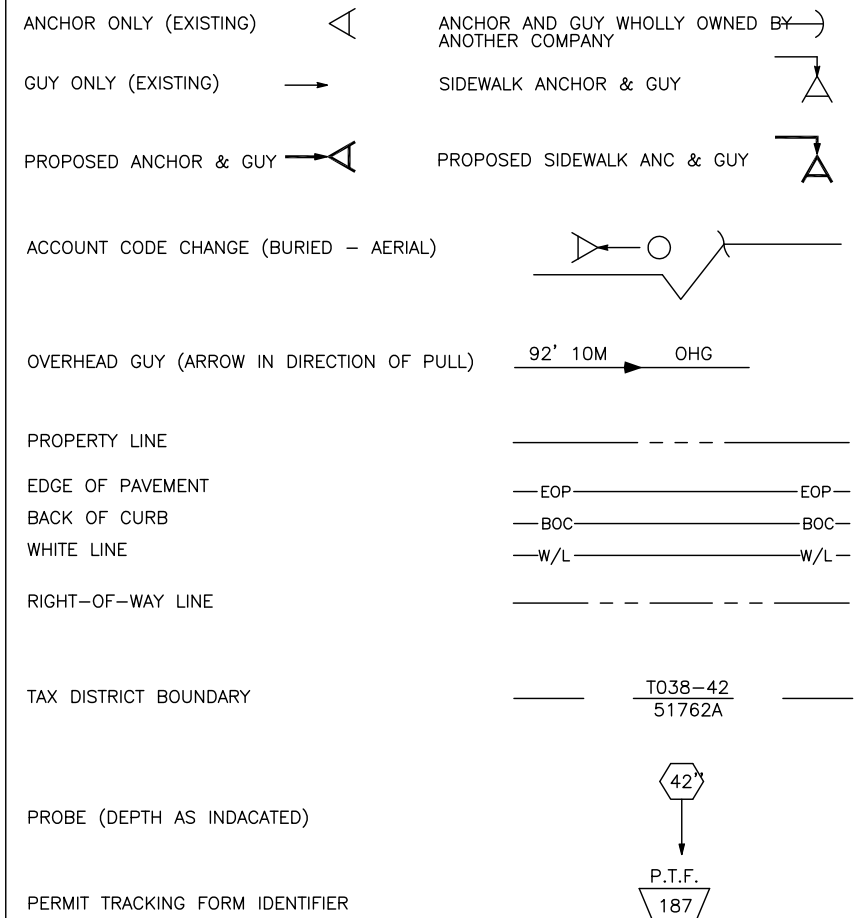 ANCHOR ONLY (EXISTING)
ANCHOR AND GUY WHOLLY OWNED BY
ANOTHER COMPANY
GUY ONLY (EXISTING)
SIDEWALK ANCHOR & GUY
PROPOSED ANCHOR & GUY
PROPOSED SIDEWALK ANC & GUY
ACCOUNT CODE CHANGE (BURIED – AERIAL)
OVERHEAD GUY (ARROW IN DIRECTION OF PULL)
92' 10M OHG
PROPERTY LINE
EDGE OF PAVEMENT
EOP EOP
BACK OF CURB
BOC BOC
WHITE LINE
W/L W/L
RIGHT–OF–WAY LINE
TAX DISTRICT BOUNDARY
T038–42
51762A
42"
PROBE (DEPTH AS INDACATED)
P.T.F.
PERMIT TRACKING FORM IDENTIFIER
187